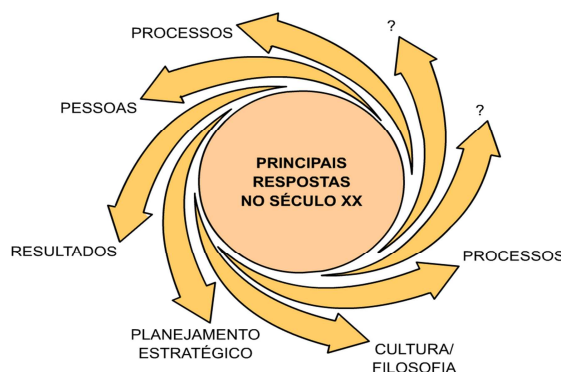 PROCESSOS
?
PESSOAS
?
PRINCIPAIS
RESPOSTAS
NO SÉCULO XX
RESULTADOS
PROCESSOS
PLANEJAMENTO
ESTRATÉGICO
CULTURA/
FILOSOFIA